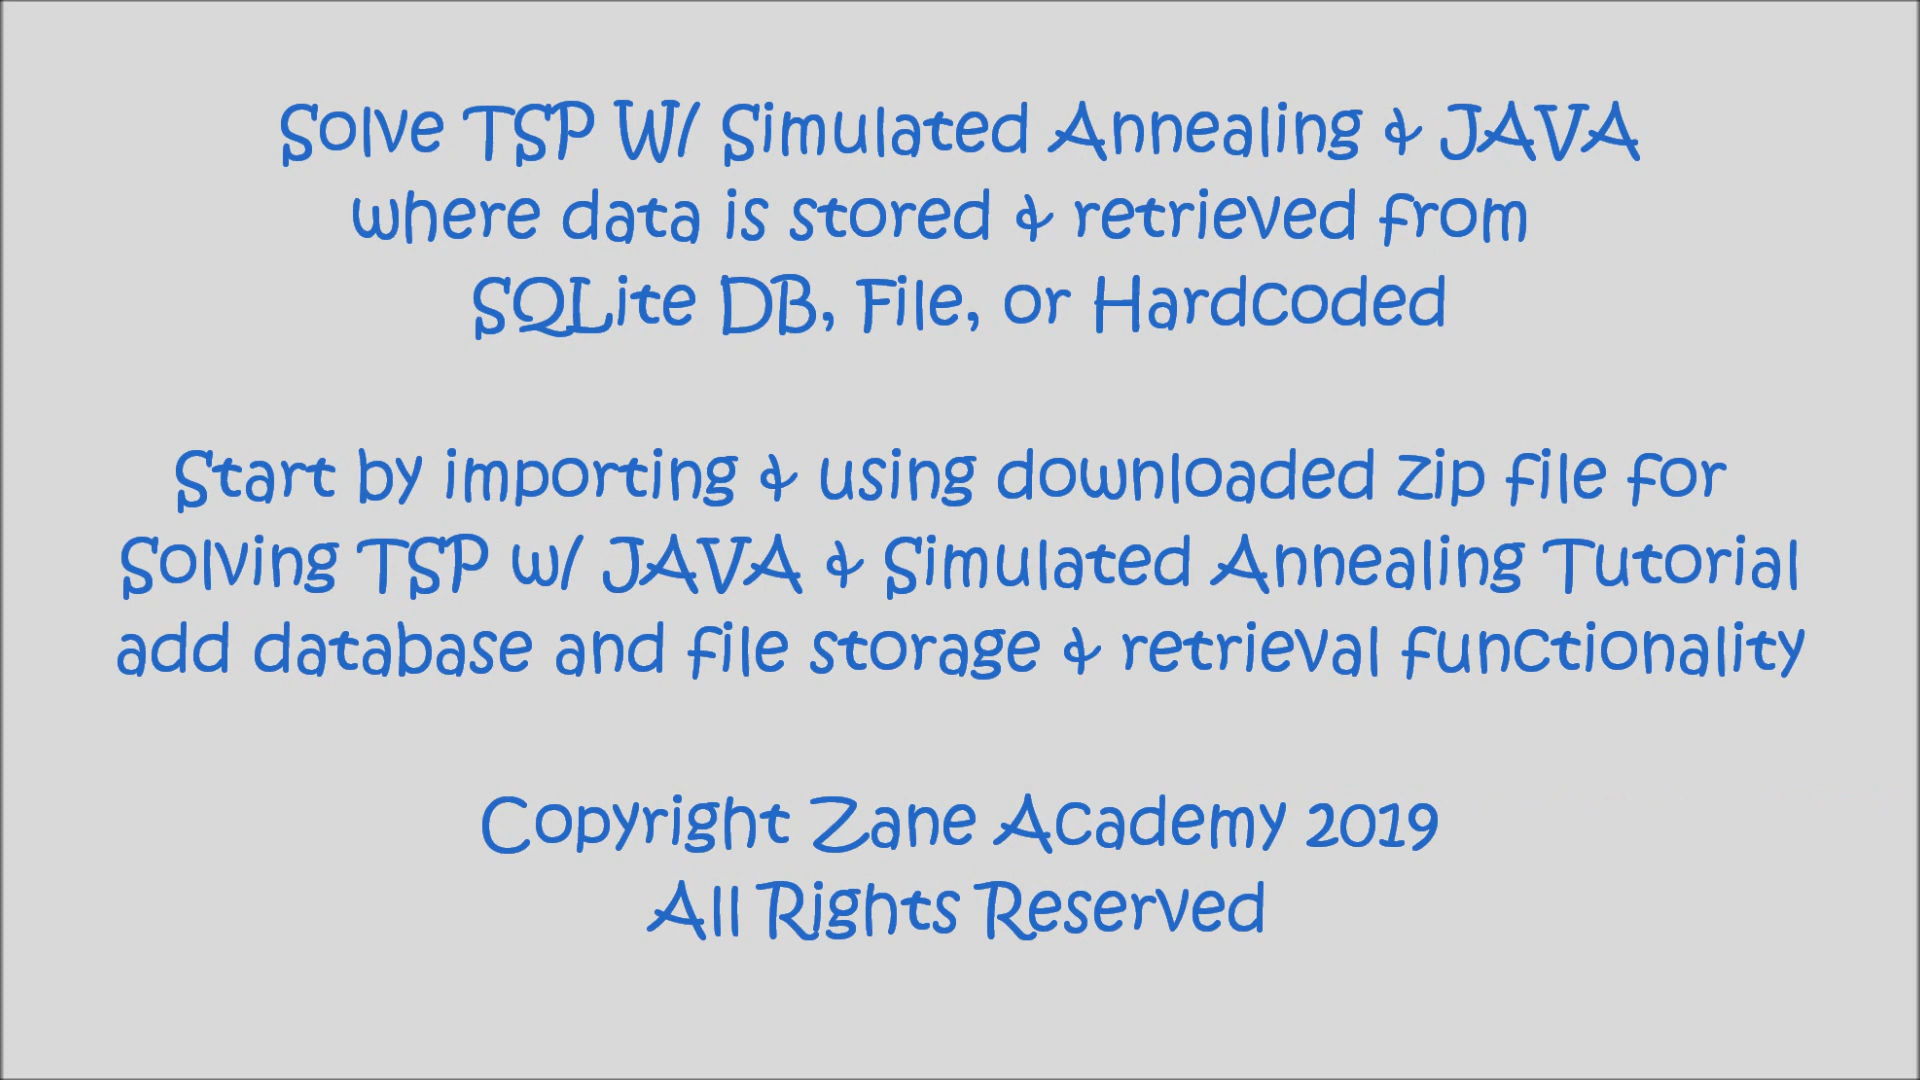 Solve TSP W/ Simulated Annealing & JAVA
where data is stored & retrieved from
SQLite DB, File, or Hardcoded
Start by importing & using downloaded zip file for
Solving TSP w/ JAVA & Simulated Annealing Tutorial
add database and file storage & retrieval functionality
Copyright Zane Academy 2019
All Rights Reserved